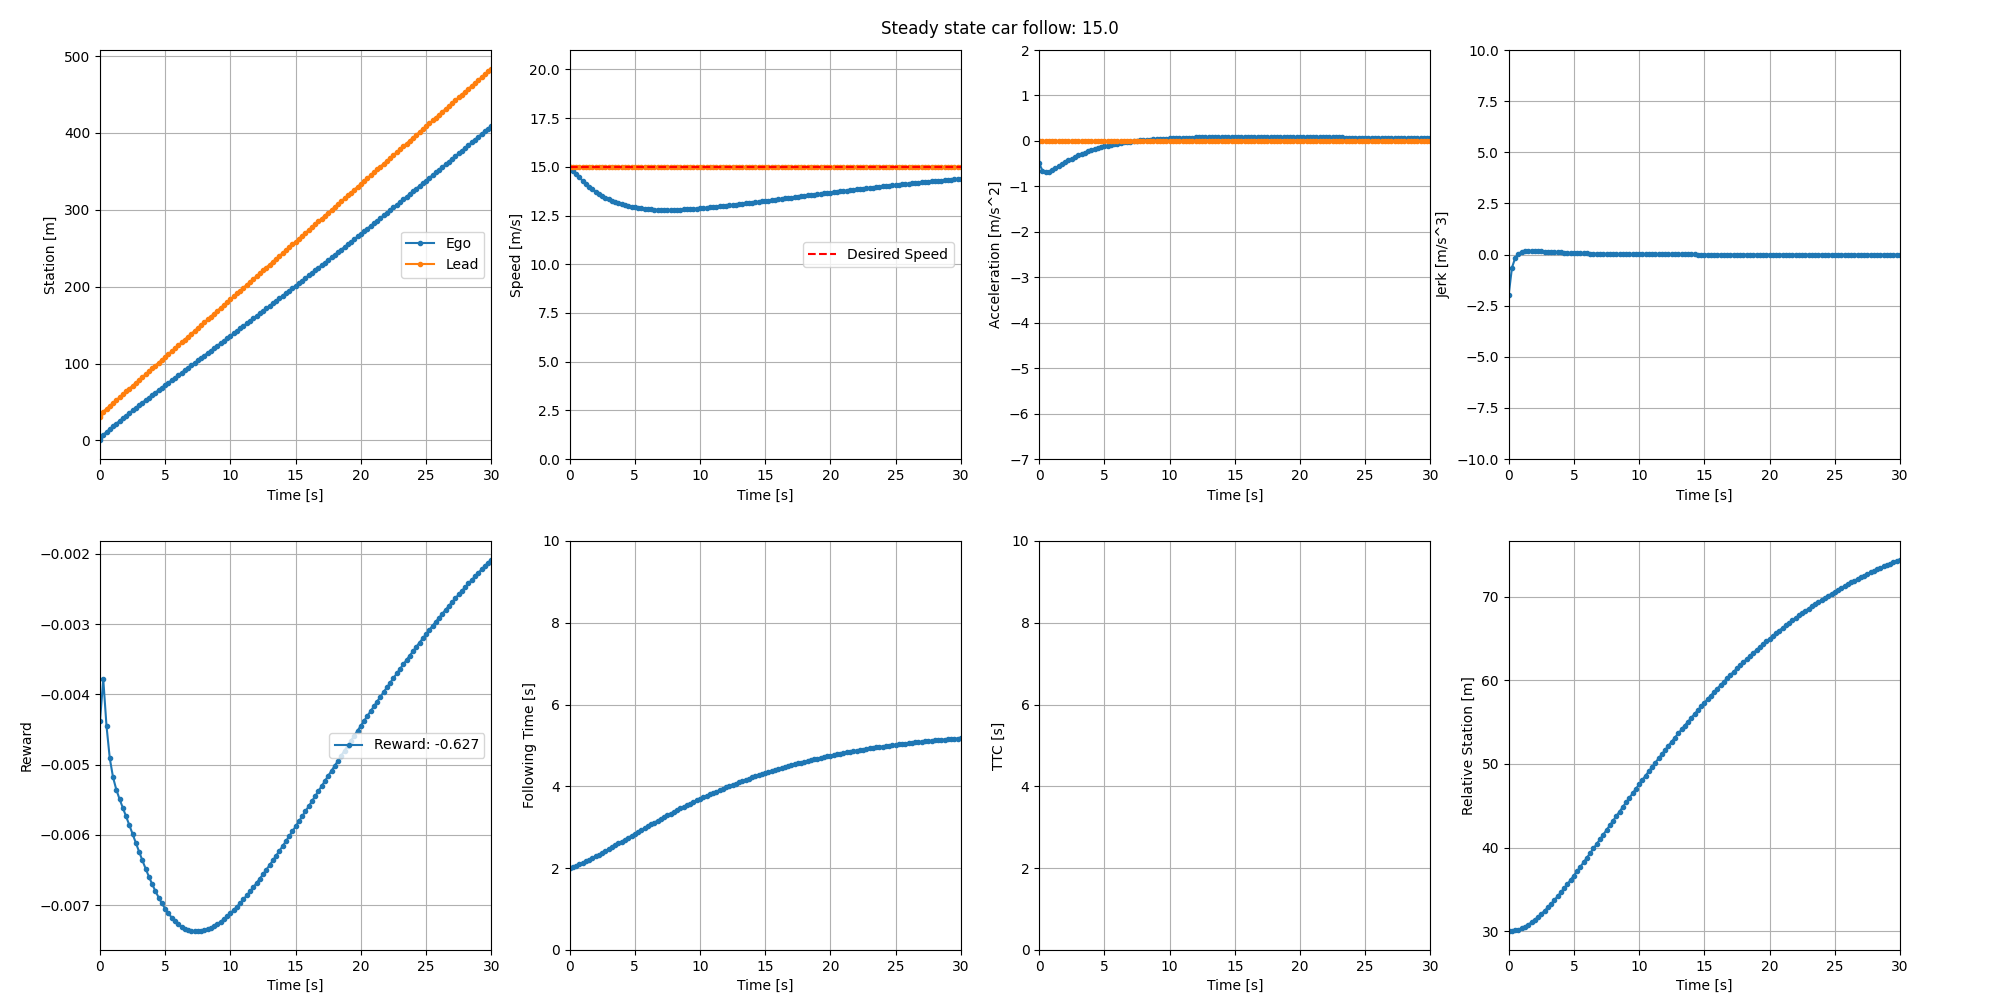 Steady state car follow: 15.0
Station [m]
500
400
300
200
100
0
Ego
Lead
0 5 10 15 20 25 30
Time [s]
Speed [m/s]
20.0
17.5
15.0
12.5
10.0
7.5
5.0
2.5
0.0
Desired Speed
0 5 10 15 20 25 30
Time [s]
Acceleration [m/s^2]
2
1
0
−1
−2
−3
−4
−5
−6
−7
0 5 10 15 20 25 30
Time [s]
Jerk [m/s^3]
10.0
7.5
5.0
2.5
0.0
−2.5
−5.0
−7.5
−10.0
0 5 10 15 20 25 30
Time [s]
Reward
−0.002
−0.003
−0.004
−0.005
−0.006
−0.007
Reward: -0.627
0 5 10 15 20 25 30
Time [s]
Following Time [s]
10
8
6
4
2
0
0 5 10 15 20 25 30
Time [s]
TTC [s]
10
8
6
4
2
0
0 5 10 15 20 25 30
Time [s]
Relative Station [m]
70
60
50
40
30
0 5 10 15 20 25 30
Time [s]